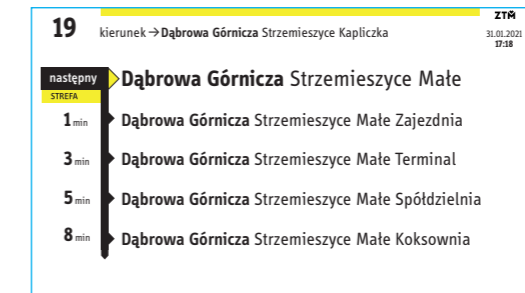 ZTM
19 kierunek → Dąbrowa Górnicza Strzemieszyce Kapliczka 31.01.2021
17:18
następny Dąbrowa Górnicza Strzemieszyce Małe
STREFA
1 min Dąbrowa Górnicza Strzemieszyce Małe Zajezdnia
3 min Dąbrowa Górnicza Strzemieszyce Małe Terminal
5 min Dąbrowa Górnicza Strzemieszyce Małe Spółdzielnia
8 min Dąbrowa Górnicza Strzemieszyce Małe Koksownia